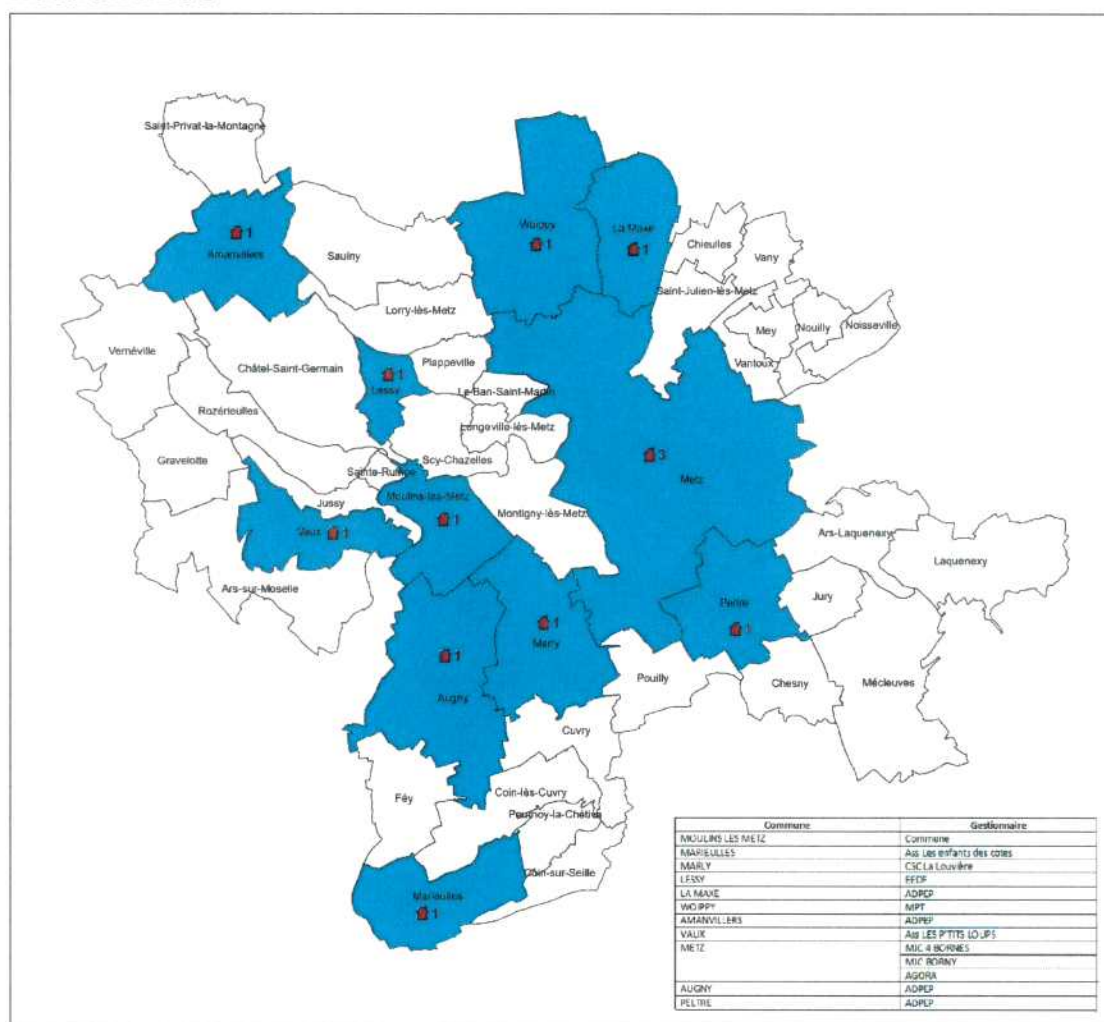 Saint-Privat-la-Montagne
1
Amanvillers
Saulny
Woippy
1
La Maxe
1
Chieulles
Vany
Saint-Julien-lès-Metz
Lorry-lès-Metz
Mey
Nouilly
Noisseville
Vernéville
Châtel-Saint-Germain
Plappeville
Vantoux
1
Lessy
Le-Ban-Saint-Martin
Rozérieulles
Longeville-lès-Metz
Gravelotte
Scy-Chazelles
3
Sainte-Ruffine
Metz
Moulins-lès-Metz
Jussy
1
Montigny-lès-Metz
Vaux
1
Ars-Laquenexy
Laquenexy
Ars-sur-Moselle
Jury
Peltre
1
1
Marly
1
Augny
Pouilly
Chesny
Mécleuves
Cuvry
Féy
Coin-lès-Cuvry
Pournoy-la-Chétive
Coin-sur-Seille
Marieulles
1
Commune Gestionnaire
MOULINS LES METZ Commune
MARIEULLES Ass Les enfants des cotes
MARLY CSC La Louvière
LESSY EEDF
LA MAXE ADPEP
WOIPPY MPT
AMANVILLERS ADPEP
VAUX Ass LES P'TITS LOUPS
METZ MJC 4 BORNES
MJC BORNY
AGORA
AUGNY ADPEP
PELTRE ADPEP